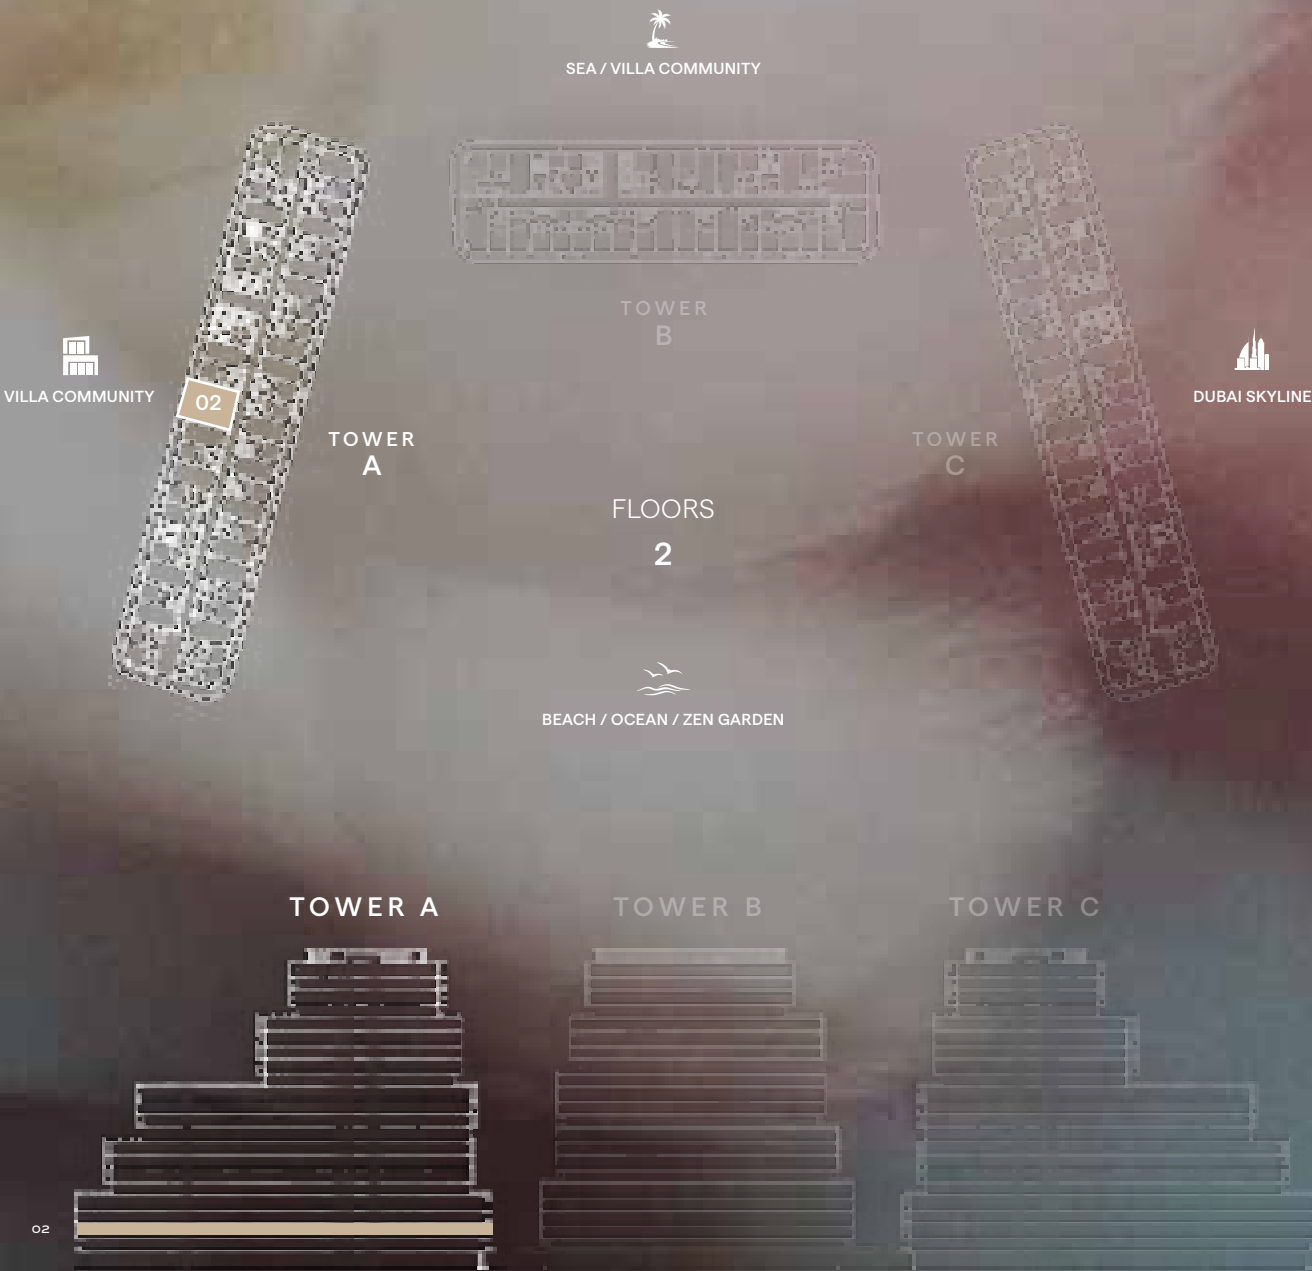 SEA / VILLA COMMUNITY
TOWER
B
VILLA COMMUNITY
DUBAI SKYLINE
02
TOWER
A
TOWER
C
FLOORS
2
BEACH / OCEAN / ZEN GARDEN
TOWER A
TOWER B
TOWER C
02